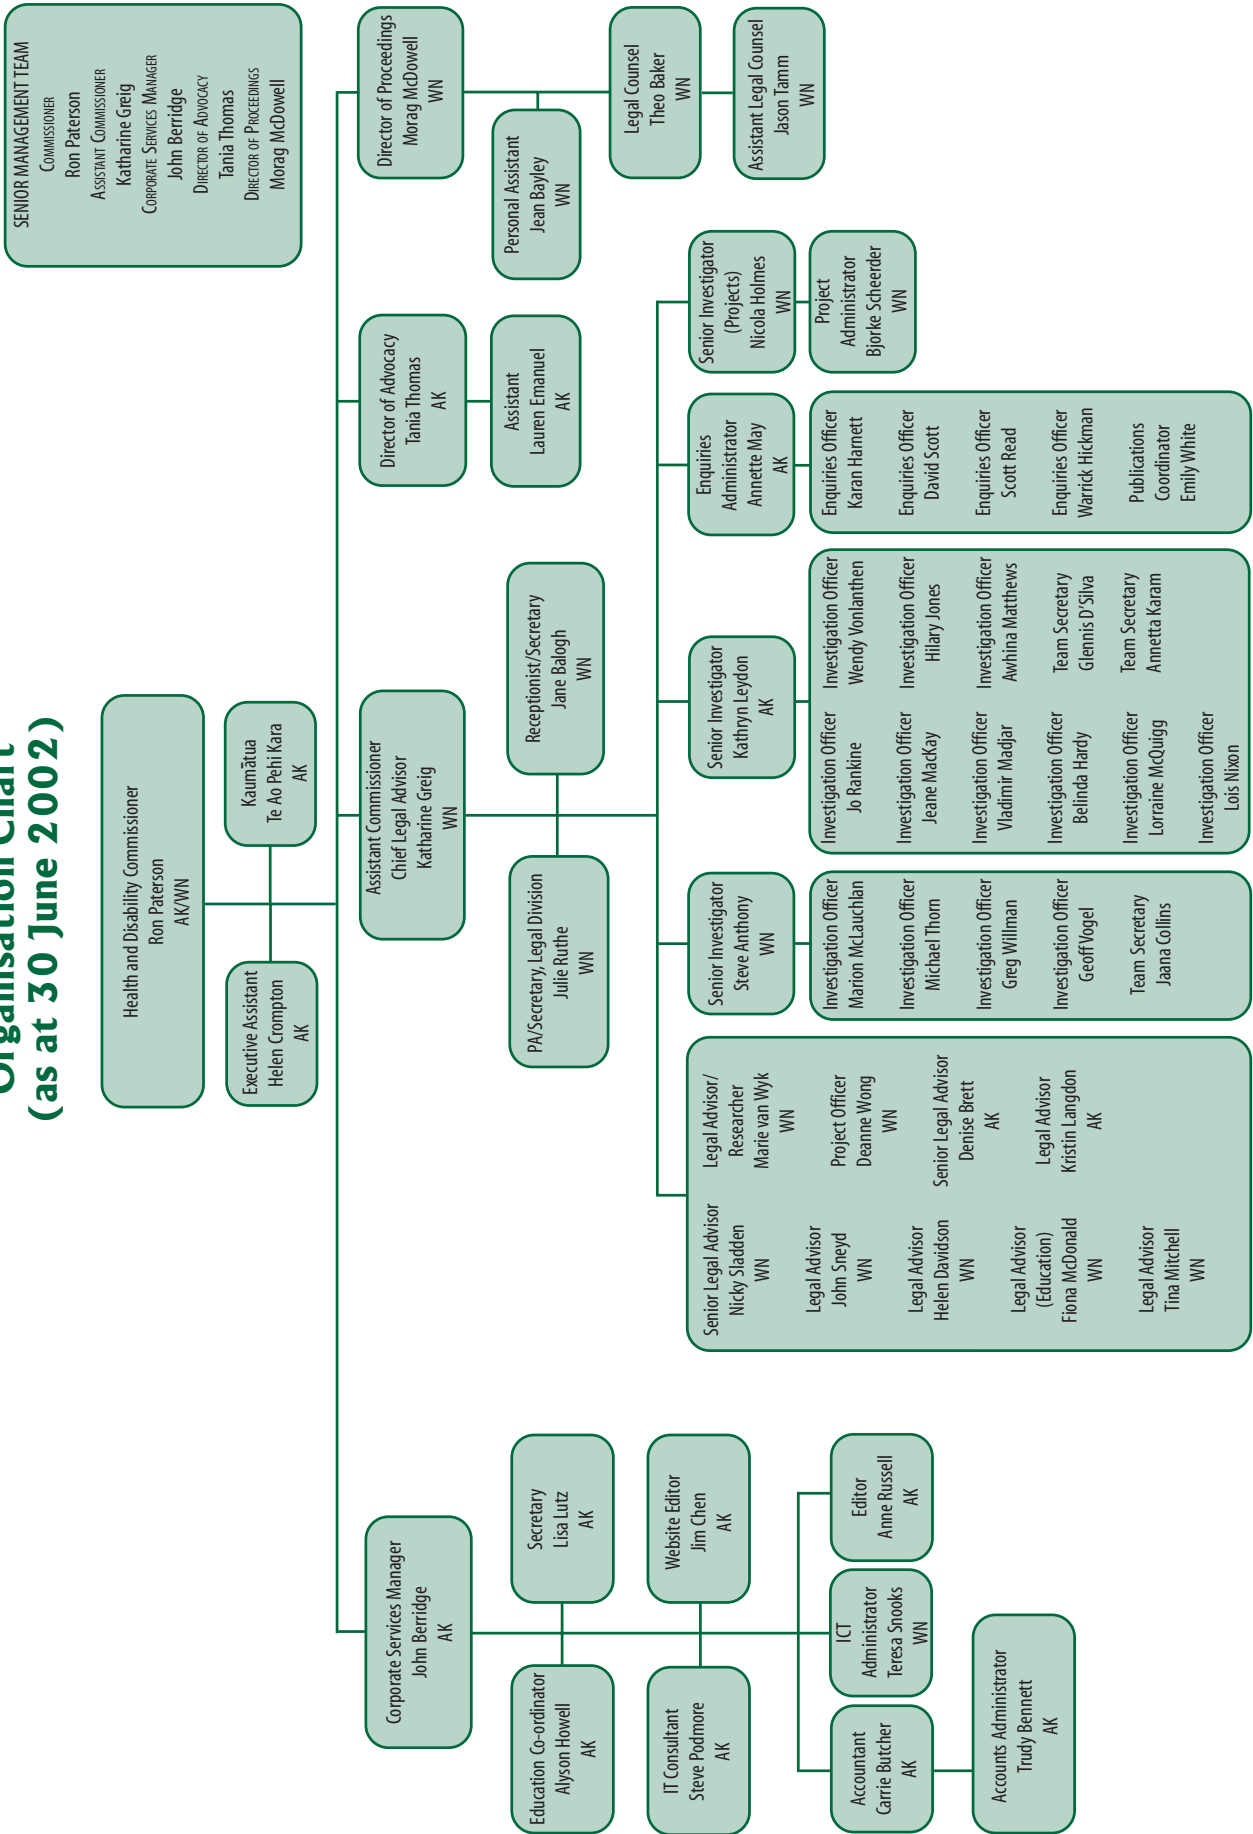 Organisation Chart
(as at 30 June 2002)
SENIOR MANAGEMENT TEAM
COMMISSIONER
Ron Paterson
ASSISTANT COMMISSIONER
Katharine Greig
CORPORATE SERVICES MANAGER
John Berridge
DIRECTOR OF ADVOCACY
Tania Thomas
DIRECTOR OF PROCEEDINGS
Morag McDowell
Health and Disability Commissioner
Ron Paterson
AK/WN
Executive Assistant
Helen Crompton
AK
Kaumātua
Te Ao Pehi Kara
AK
Corporate Services Manager
John Berridge
AK
Education Co-ordinator
Alyson Howell
AK
Secretary
Lisa Lutz
AK
IT Consultant
Steve Podmore
AK
Website Editor
Jim Chen
AK
Accountant
Carrie Butcher
AK
ICT
Administrator
Teresa Snooks
WN
Editor
Anne Russell
AK
Accounts Administrator
Trudy Bennett
AK
Assistant Commissioner
Chief Legal Advisor
Katharine Greig
WN
PA/Secretary, Legal Division
Julie Ruthe
WN
Receptionist/Secretary
Jane Balogh
WN
Senior Legal Advisor
Nicky Sladden
WN
Legal Advisor
John Sneyd
WN
Legal Advisor
Helen Davidson
WN
Legal Advisor
(Education)
Fiona McDonald
WN
Legal Advisor
Tina Mitchell
WN
Legal Advisor/
Researcher
Marie van Wyk
WN
Project Officer
Deanne Wong
WN
Senior Legal Advisor
Denise Brett
AK
Legal Advisor
Kristin Langdon
AK
Senior Investigator
Steve Anthony
WN
Investigation Officer
Marion McLauchlan
Investigation Officer
Michael Thorn
Investigation Officer
Greg Willman
Investigation Officer
Geoff Vogel
Team Secretary
Jaana Collins
Senior Investigator
Kathryn Leydon
AK
Investigation Officer
Jo Rankine
Investigation Officer
Jeane MacKay
Investigation Officer
Vladimir Madjar
Investigation Officer
Belinda Hardy
Investigation Officer
Lorraine McQuigg
Investigation Officer
Lois Nixon
Investigation Officer
Wendy Vonlanthen
Investigation Officer
Hilary Jones
Investigation Officer
Awhina Matthews
Team Secretary
Glennis D'Silva
Team Secretary
Annetta Karam
Enquiries
Administrator
Annette May
AK
Enquiries Officer
Karan Harnett
Enquiries Officer
David Scott
Enquiries Officer
Scott Read
Enquiries Officer
Warrick Hickman
Publications
Coordinator
Emily White
Senior Investigator
(Projects)
Nicola Holmes
WN
Project
Administrator
Bjorke Scheerder
WN
Director of Advocacy
Tania Thomas
AK
Assistant
Lauren Emanuel
AK
Director of Proceedings
Morag McDowell
WN
Personal Assistant
Jean Bayley
WN
Legal Counsel
Theo Baker
WN
Assistant Legal Counsel
Jason Tamm
WN